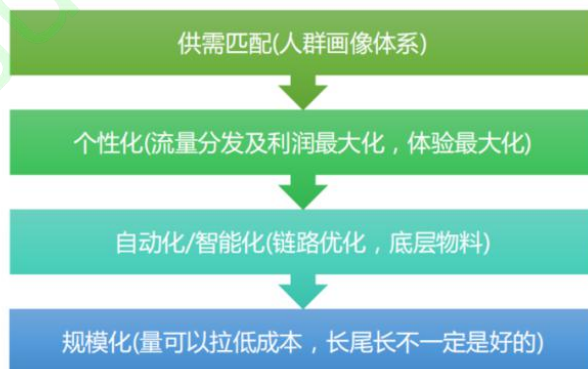 供需匹配(人群画像体系)
个性化(流量分发及利润最大化，体验最大化)
自动化/智能化(链路优化，底层物料)
规模化(量可以拉低成本，长尾长不一定是好的)